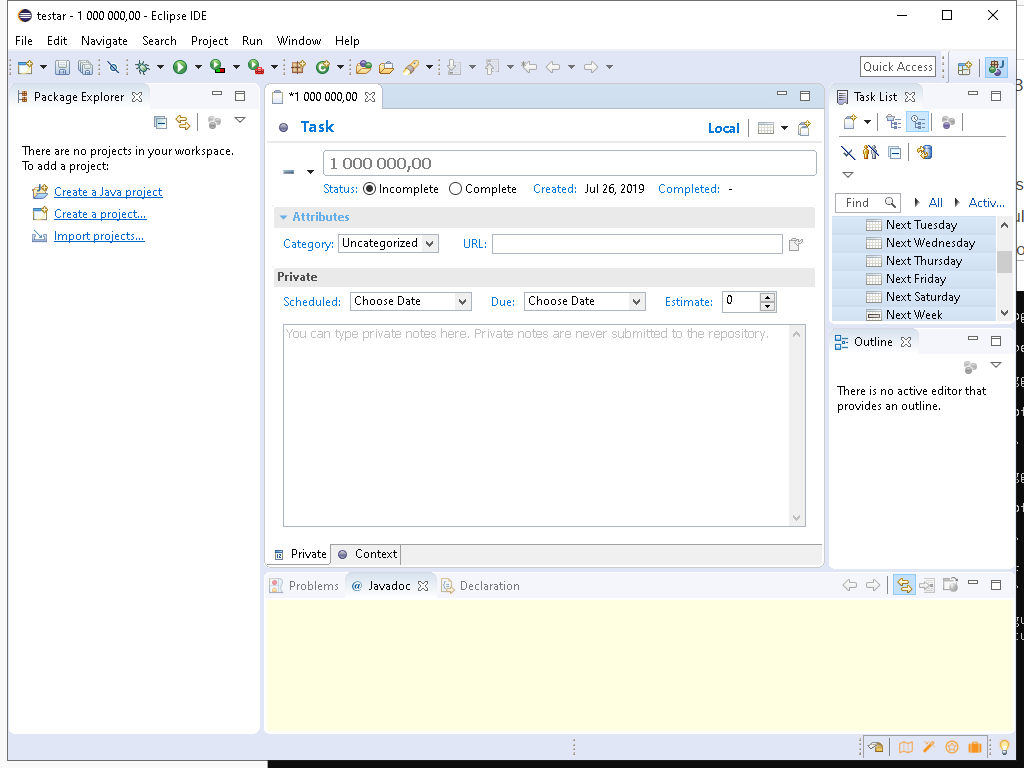 testar - 1 000 000,00 - Eclipse IDE
File Edit Navigate Search Project Run Window Help
Quick Access
Package Explorer
There are no projects in your workspace.
To add a project:
Create a Java project
Create a project...
Import projects...
*1 000 000,00
Task
Local
1 000 000,00
Status: Incomplete Complete Created: Jul 26, 2019 Completed: -
Attributes
Category: Uncategorized URL:
Private
Scheduled: Choose Date Due: Choose Date Estimate: 0
You can type private notes here. Private notes are never submitted to the repository.
Private Context
Problems @ Javadoc Declaration
Task List
Find All Activ...
Next Tuesday
Next Wednesday
Next Thursday
Next Friday
Next Saturday
Next Week
Outline
There is no active editor that
provides an outline.